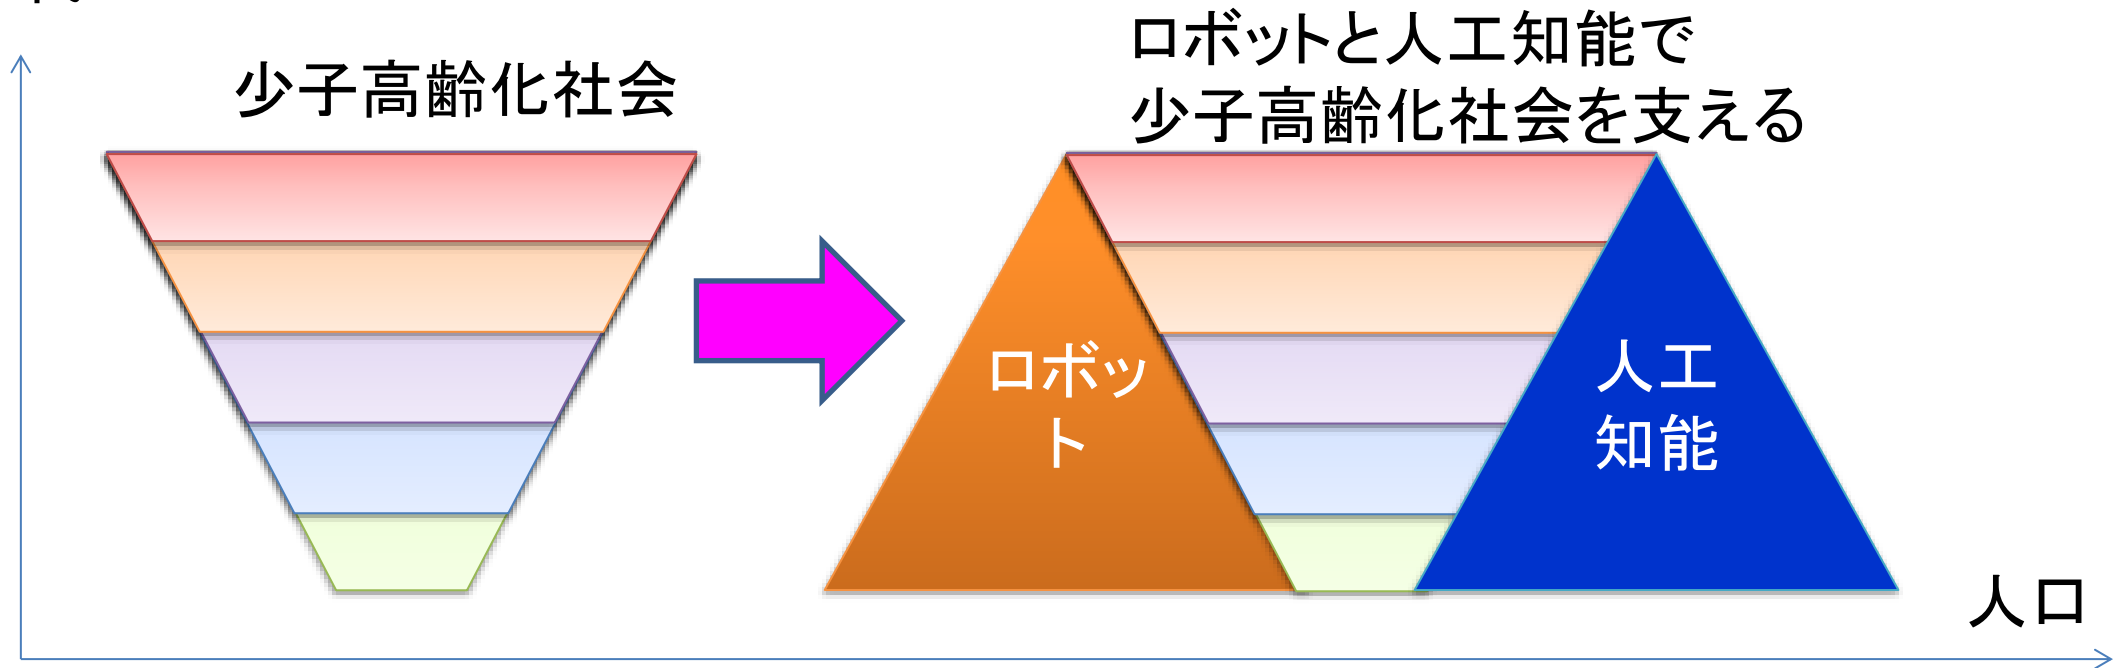 少子高齢化社会
ロボットと人工知能で
少子高齢化社会を支える
ロボッ
ト
人工
知能
人口